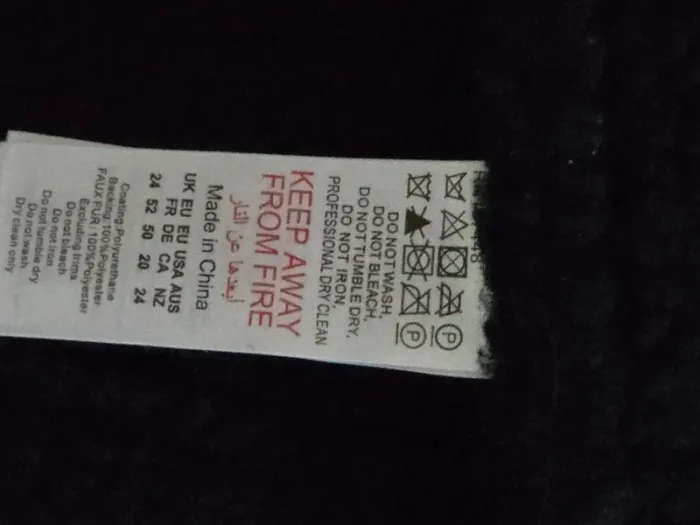 DO NOT WASH,
DO NOT BLEACH,
DO NOT TUMBLE DRY,
DO NOT IRON,
PROFESSIONAL DRY CLEAN
KEEP AWAY
FROM FIRE
أبعدها عن النار
Made in China
UK EU EU USA AUS
FR DE CA NZ
24 52 50 20 24
Coating:Polyurethane
Backing:100%Polyester
FAUX FUR:100%Polyester
Excluding trims
Do not bleach
Do not iron
Do not tumble dry
Do not wash
Dry clean only